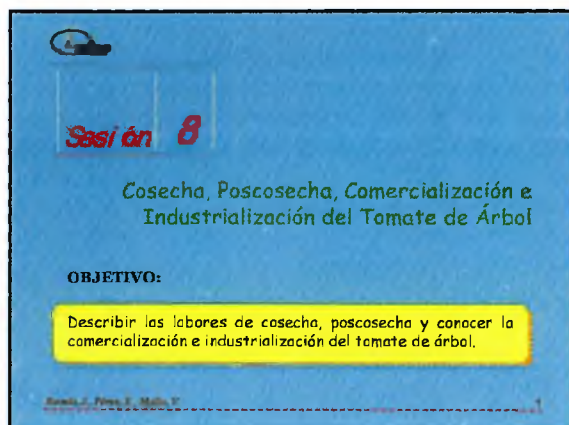 Sesión 8
Cosecha, Poscosecha, Comercialización e
Industrialización del Tomate de Árbol
OBJETIVO:
Describir las labores de cosecha, poscosecha y conocer la
comercialización e industrialización del tomate de árbol.